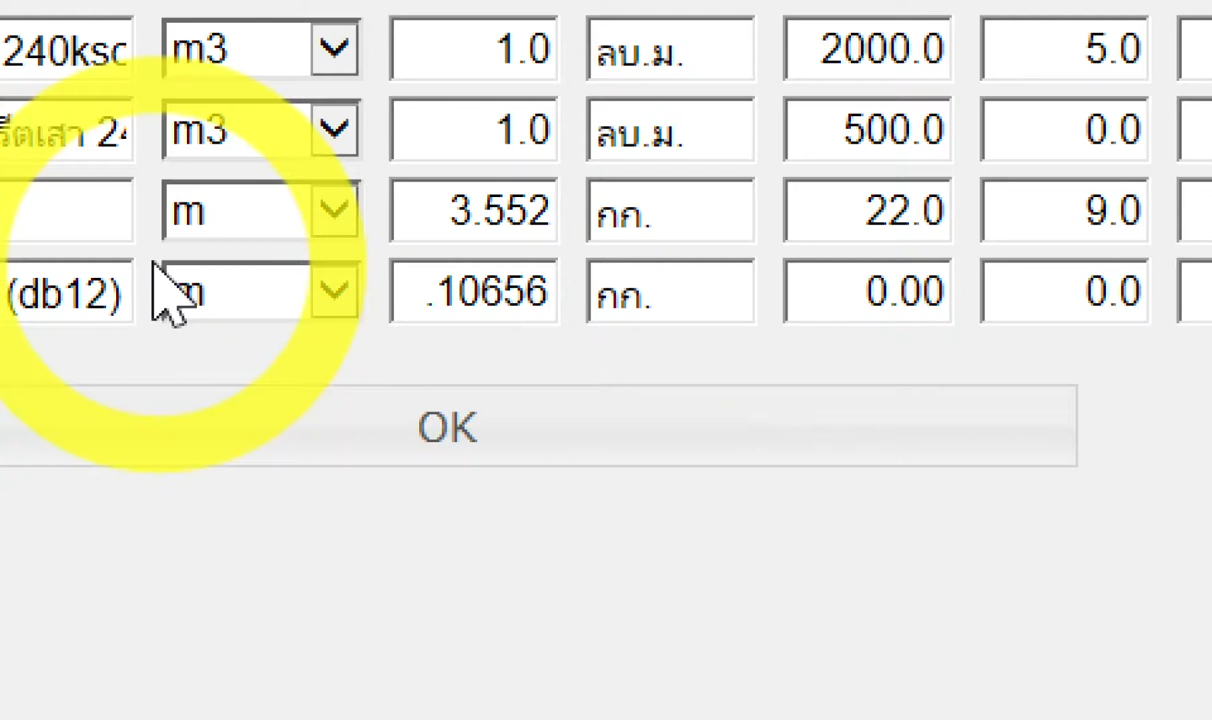 240ksc m3 1.0 ลบ.ม. 2000.0 5.0
รีตเสา 24 m3 1.0 ลบ.ม. 500.0 0.0
m 3.552 กก. 22.0 9.0
(db12) m .10656 กก. 0.00 0.0
OK